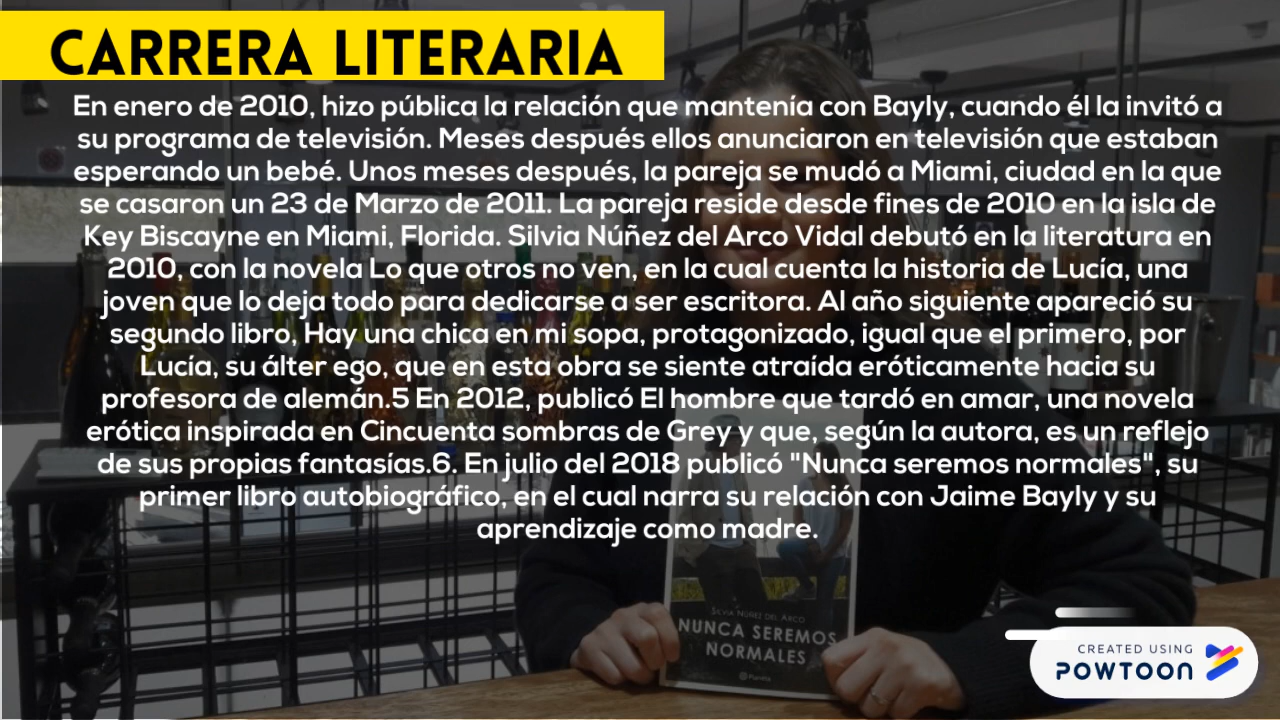 CARRERA LITERARIA
En enero de 2010, hizo pública la relación que mantenía con Bayly, cuando él la invitó a
su programa de televisión. Meses después ellos anunciaron en televisión que estaban
esperando un bebé. Unos meses después, la pareja se mudó a Miami, ciudad en la que
se casaron un 23 de Marzo de 2011. La pareja reside desde fines de 2010 en la isla de
Key Biscayne en Miami, Florida. Silvia Núñez del Arco Vidal debutó en la literatura en
2010, con la novela Lo que otros no ven, en la cual cuenta la historia de Lucía, una
joven que lo deja todo para dedicarse a ser escritora. Al año siguiente apareció su
segundo libro, Hay una chica en mi sopa, protagonizado, igual que el primero, por
Lucía, su álter ego, que en esta obra se siente atraída eróticamente hacia su
profesora de alemán.5 En 2012, publicó El hombre que tardó en amar, una novela
erótica inspirada en Cincuenta sombras de Grey y que, según la autora, es un reflejo
de sus propias fantasías.6. En julio del 2018 publicó "Nunca seremos normales", su
primer libro autobiográfico, en el cual narra su relación con Jaime Bayly y su
aprendizaje como madre.
SILVIA NÚÑEZ DEL ARCO
NUNCA SEREMOS
NORMALES
Planeta
CREATED USING
POWTOON